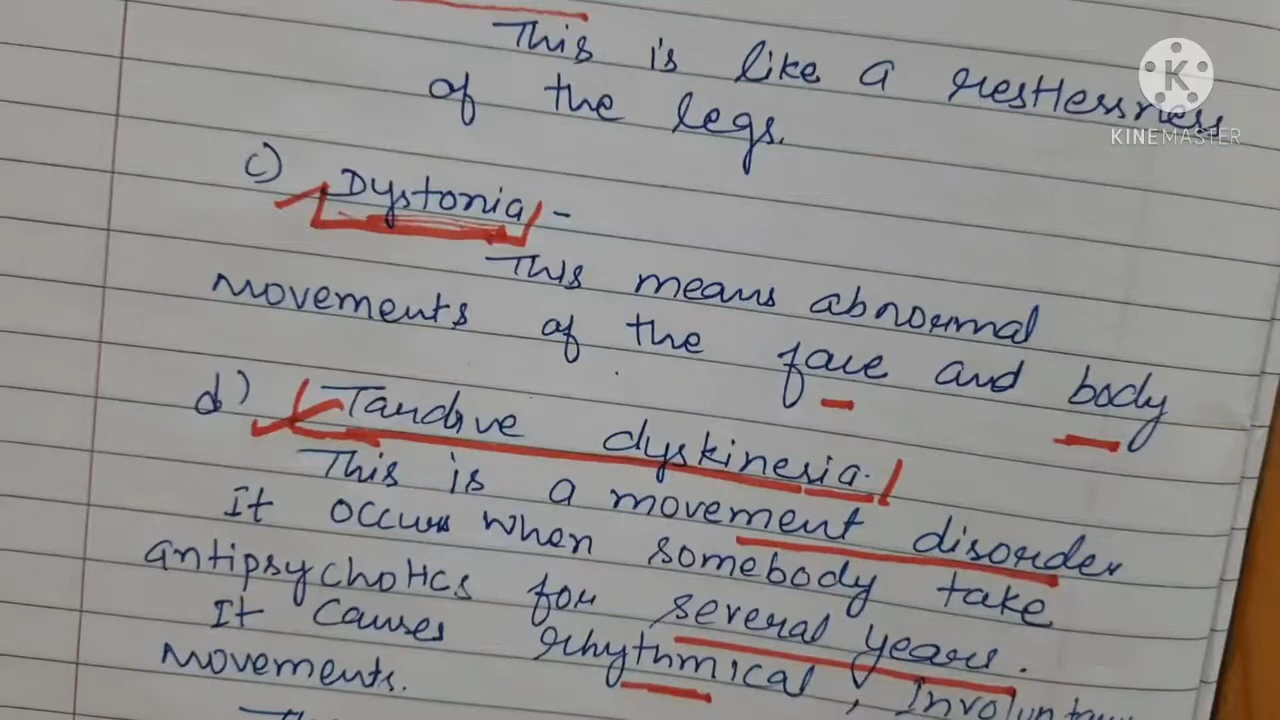 This is like a restlessness
of the legs.
KINEMASTER
c) Dystonia -
This means abnormal
movements of the face and body
d) Tardive dyskinesia.
This is a movement disorder
It occurs when somebody take
antipsychotics for several years.
It causes rhythmical, Involuntary
movements.